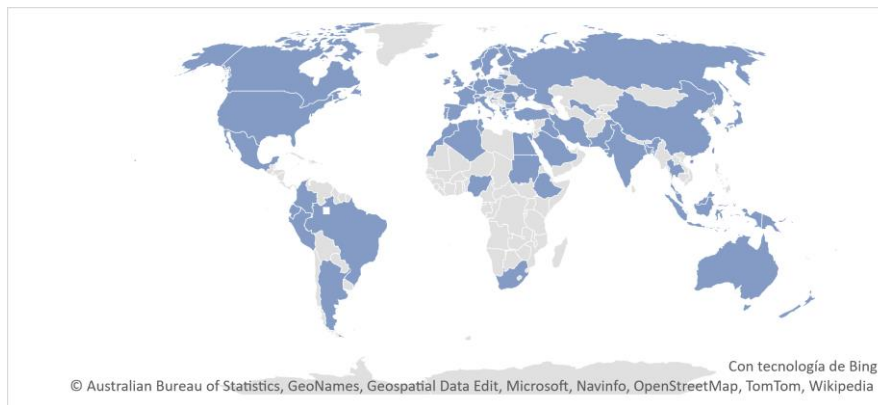 Con tecnología de Bing
© Australian Bureau of Statistics, GeoNames, Geospatial Data Edit, Microsoft, Navinfo, OpenStreetMap, TomTom, Wikipedia